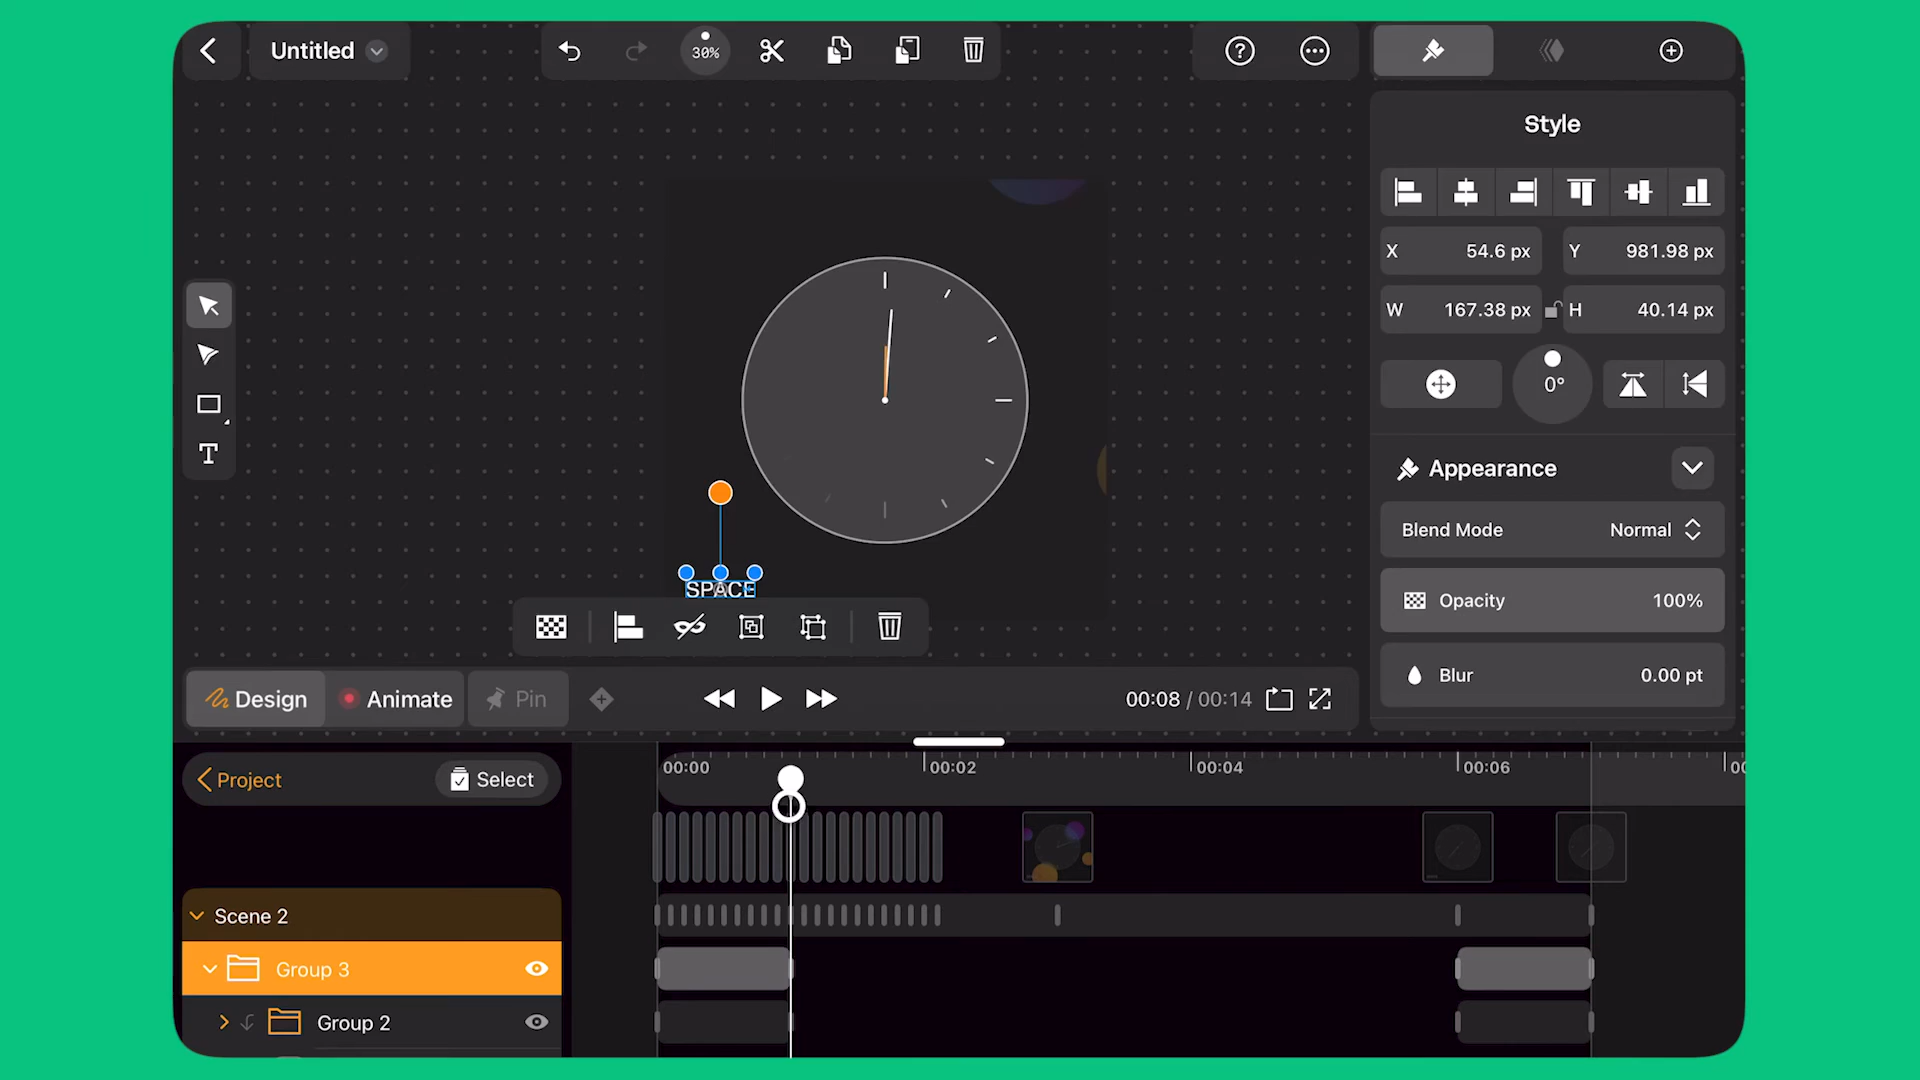 Untitled
30%
Style
X 54.6 px Y 981.98 px
W 167.38 px H 40.14 px
0°
Appearance
Blend Mode Normal
Opacity 100%
Blur 0.00 pt
SPACE
Design Animate Pin
00:08 / 00:14
Project Select
00:00 00:02 00:04 00:06
Scene 2
Group 3
Group 2